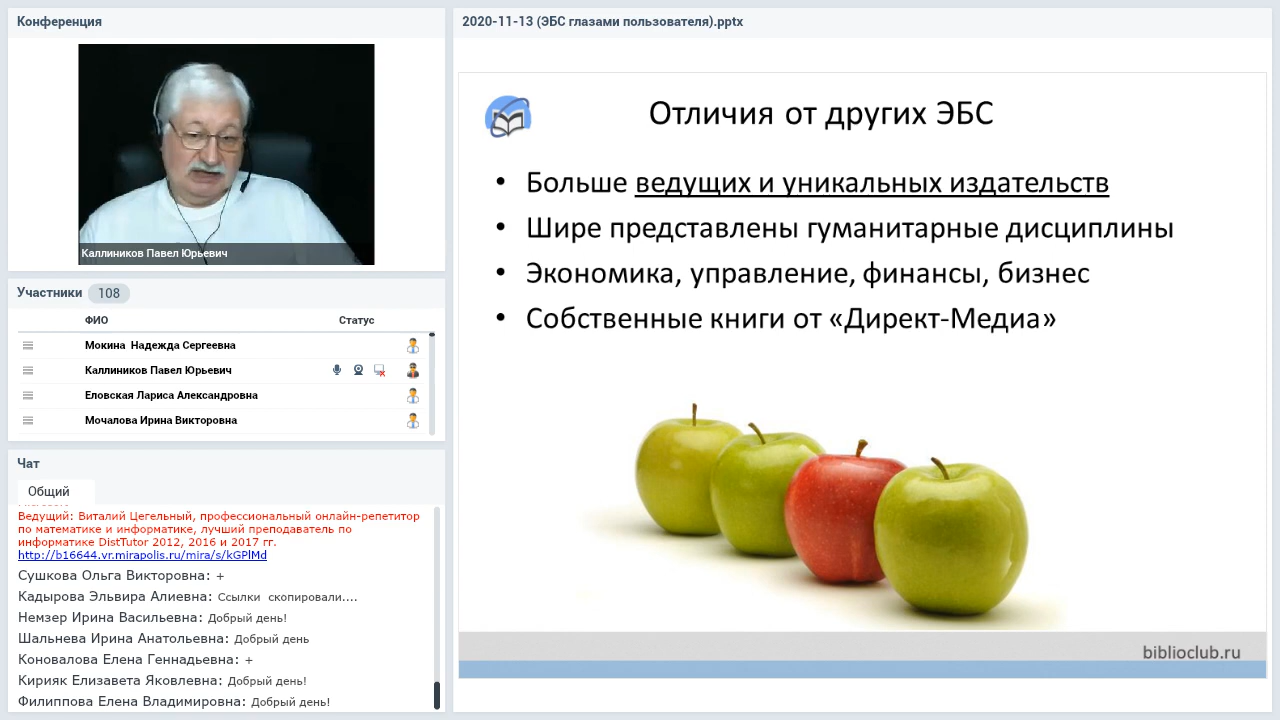 Конференция
Каллиников Павел Юрьевич
Участники 108
ФИО Статус
Мокина Надежда Сергеевна
Каллиников Павел Юрьевич
Еловская Лариса Александровна
Мочалова Ирина Викторовна
Чат
Общий
Ведущий: Виталий Цегельный, профессиональный онлайн-репетитор
по математике и информатике, лучший преподаватель по
информатике DistTutor 2012, 2016 и 2017 гг.
http://b16644.vr.mirapolis.ru/mira/s/kGPlMd
Сушкова Ольга Викторовна: +
Кадырова Эльвира Алиевна: Ссылки скопировали....
Немзер Ирина Васильевна: Добрый день!
Шальнева Ирина Анатольевна: Добрый день
Коновалова Елена Геннадьевна: +
Кирияк Елизавета Яковлевна: Добрый день!
Филиппова Елена Владимировна: Добрый день!
2020-11-13 (ЭБС глазами пользователя).pptx
Отличия от других ЭБС
• Больше ведущих и уникальных издательств
• Шире представлены гуманитарные дисциплины
• Экономика, управление, финансы, бизнес
• Собственные книги от «Директ-Медиа»
biblioclub.ru